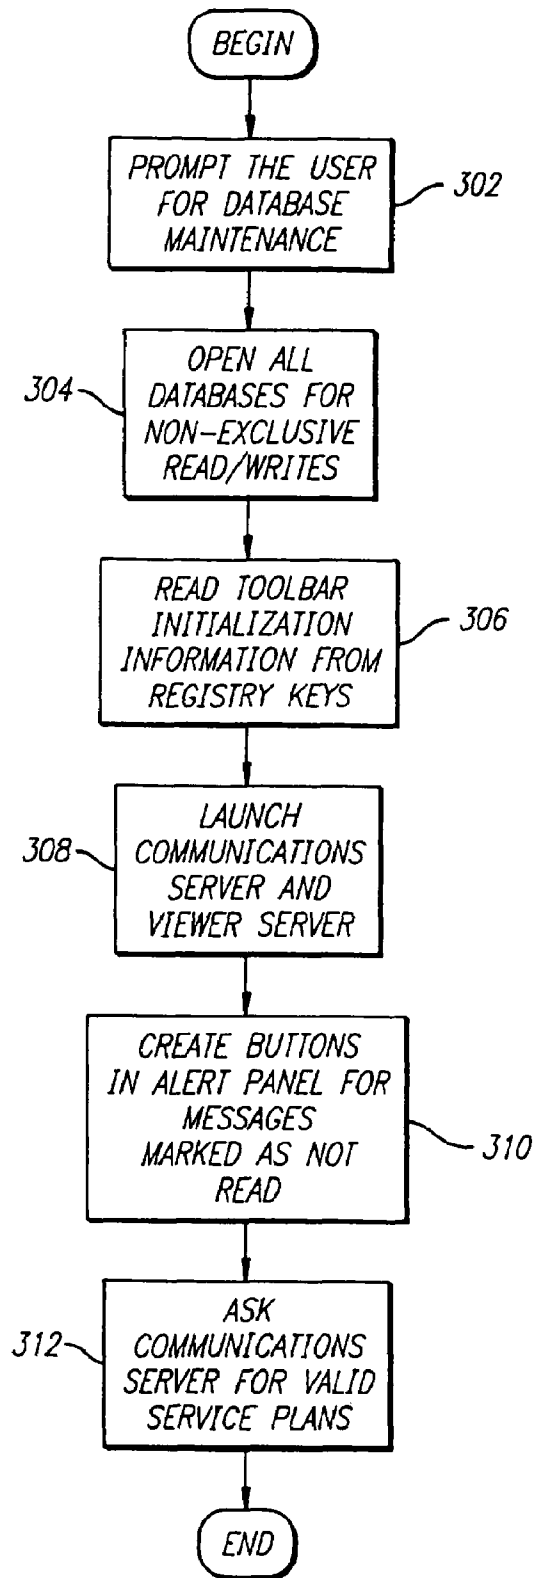 BEGIN
PROMPT THE USER
FOR DATABASE
MAINTENANCE
302
OPEN ALL
DATABASES FOR
NON-EXCLUSIVE
READ/WRITES
304
READ TOOLBAR
INITIALIZATION
INFORMATION FROM
REGISTRY KEYS
306
LAUNCH
COMMUNICATIONS
SERVER AND
VIEWER SERVER
308
CREATE BUTTONS
IN ALERT PANEL FOR
MESSAGES
MARKED AS NOT
READ
310
ASK
COMMUNICATIONS
SERVER FOR VALID
SERVICE PLANS
312
END